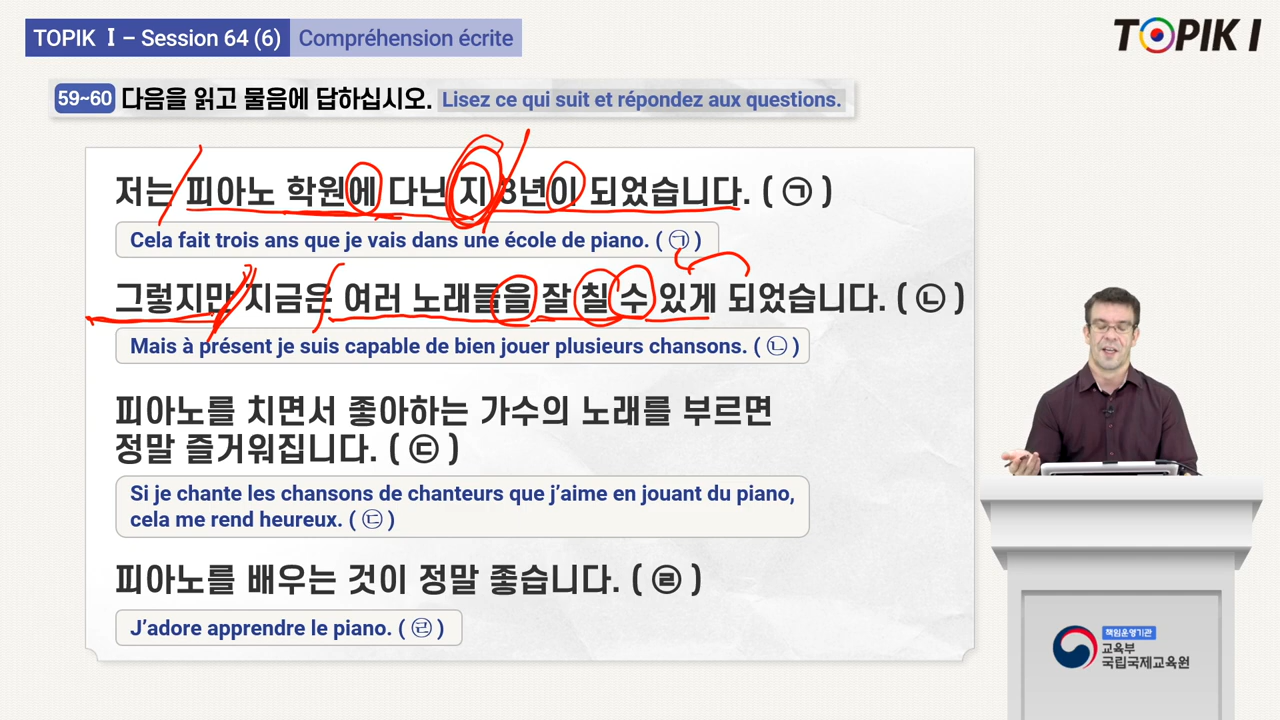 TOPIK Ⅰ – Session 64 (6) Compréhension écrite
TOPIK I
59~60 다음을 읽고 물음에 답하십시오. Lisez ce qui suit et répondez aux questions.
저는 피아노 학원에 다닌 지 3년이 되었습니다. ( ㉠ )
Cela fait trois ans que je vais dans une école de piano. ( ㉠ )
그렇지만 지금은 여러 노래들을 잘 칠 수 있게 되었습니다. ( ㉡ )
Mais à présent je suis capable de bien jouer plusieurs chansons. ( ㉡ )
피아노를 치면서 좋아하는 가수의 노래를 부르면
정말 즐거워집니다. ( ㉢ )
Si je chante les chansons de chanteurs que j’aime en jouant du piano,
cela me rend heureux. ( ㉢ )
피아노를 배우는 것이 정말 좋습니다. ( ㉣ )
J’adore apprendre le piano. ( ㉣ )
책임운영기관
교육부
국립국제교육원